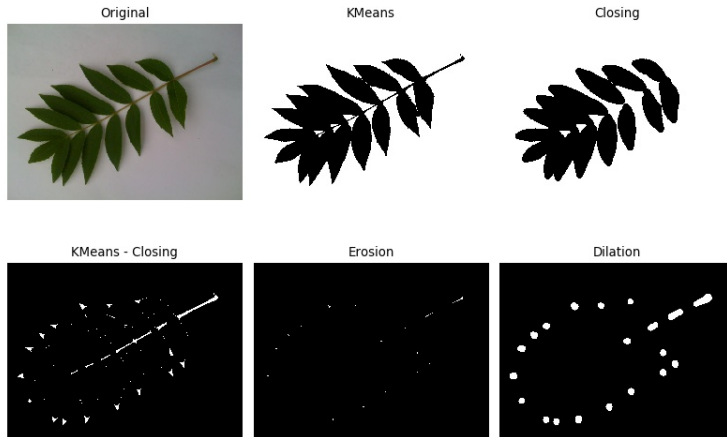 Original
KMeans
Closing
KMeans - Closing
Erosion
Dilation